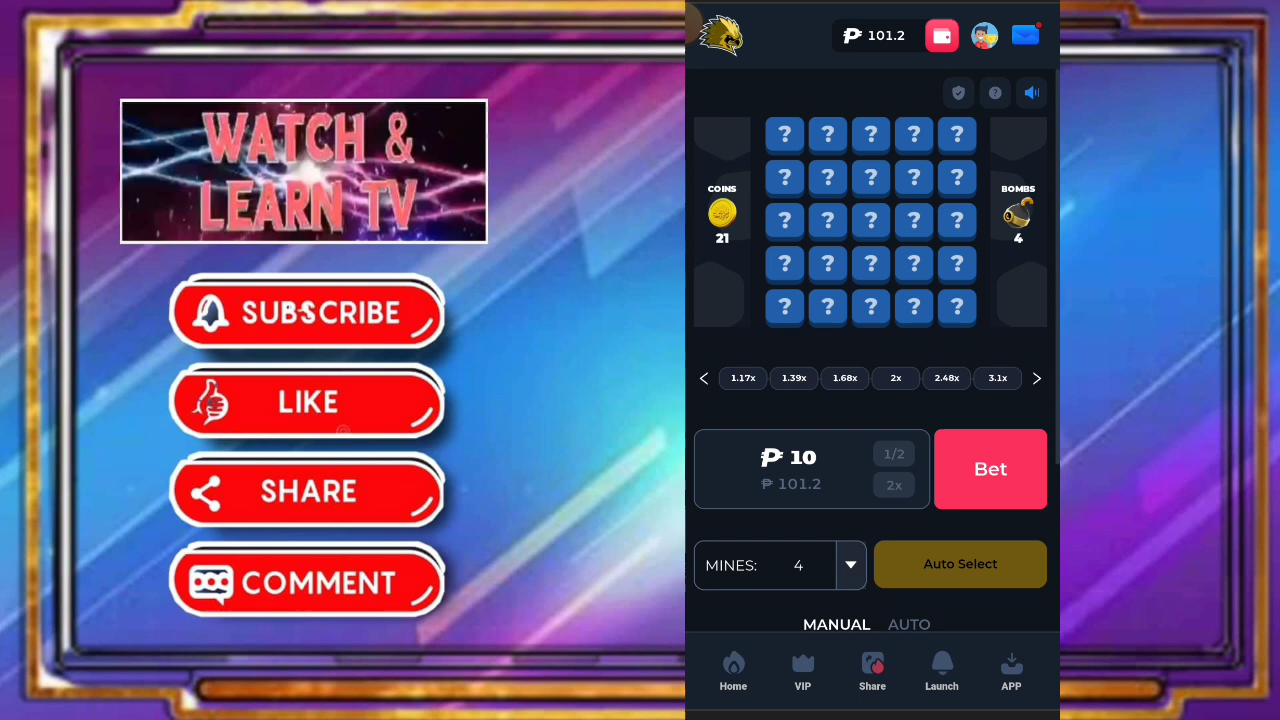 WATCH &
LEARN TV
SUBSCRIBE
LIKE
SHARE
COMMENT
₱ 101.2
?
? ? ? ? ?
? ? ? ? ?
? ? ? ? ?
? ? ? ? ?
? ? ? ? ?
COINS
21
BOMBS
4
1.17x 1.39x 1.68x 2x 2.48x 3.1x
₱ 10
₱ 101.2
1/2
2x
Bet
MINES: 4
Auto Select
MANUAL AUTO
Home VIP Share Launch APP